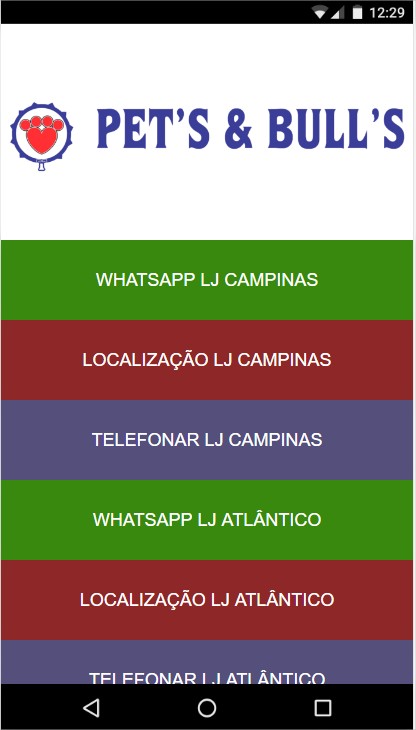 12:29
PET'S & BULL'S
WHATSAPP LJ CAMPINAS
LOCALIZAÇÃO LJ CAMPINAS
TELEFONAR LJ CAMPINAS
WHATSAPP LJ ATLÂNTICO
LOCALIZAÇÃO LJ ATLÂNTICO
TELEFONAR LJ ATLÂNTICO